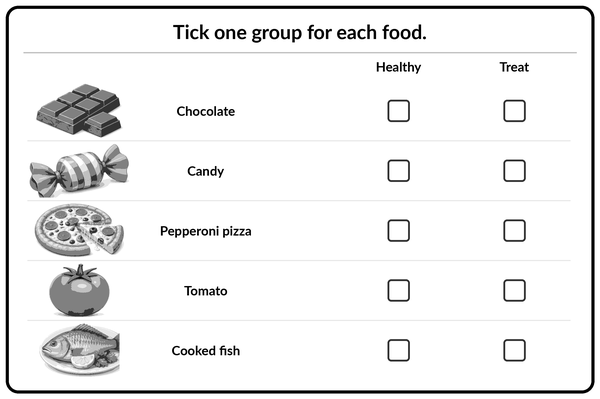 Tick one group for each food.
Healthy Treat
Chocolate
Candy
Pepperoni pizza
Tomato
Cooked fish